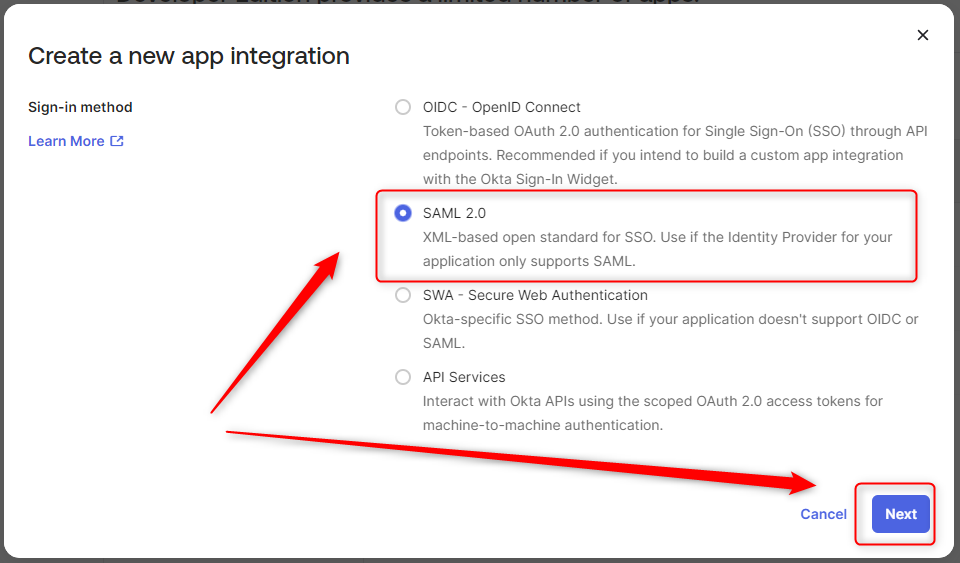 Developer Edition provides a limited number of apps.
Create a new app integration
Sign-in method
Learn More
OIDC - OpenID Connect
Token-based OAuth 2.0 authentication for Single Sign-On (SSO) through API
endpoints. Recommended if you intend to build a custom app integration
with the Okta Sign-In Widget.
SAML 2.0
XML-based open standard for SSO. Use if the Identity Provider for your
application only supports SAML.
SWA - Secure Web Authentication
Okta-specific SSO method. Use if your application doesn't support OIDC or
SAML.
API Services
Interact with Okta APIs using the scoped OAuth 2.0 access tokens for
machine-to-machine authentication.
Cancel
Next